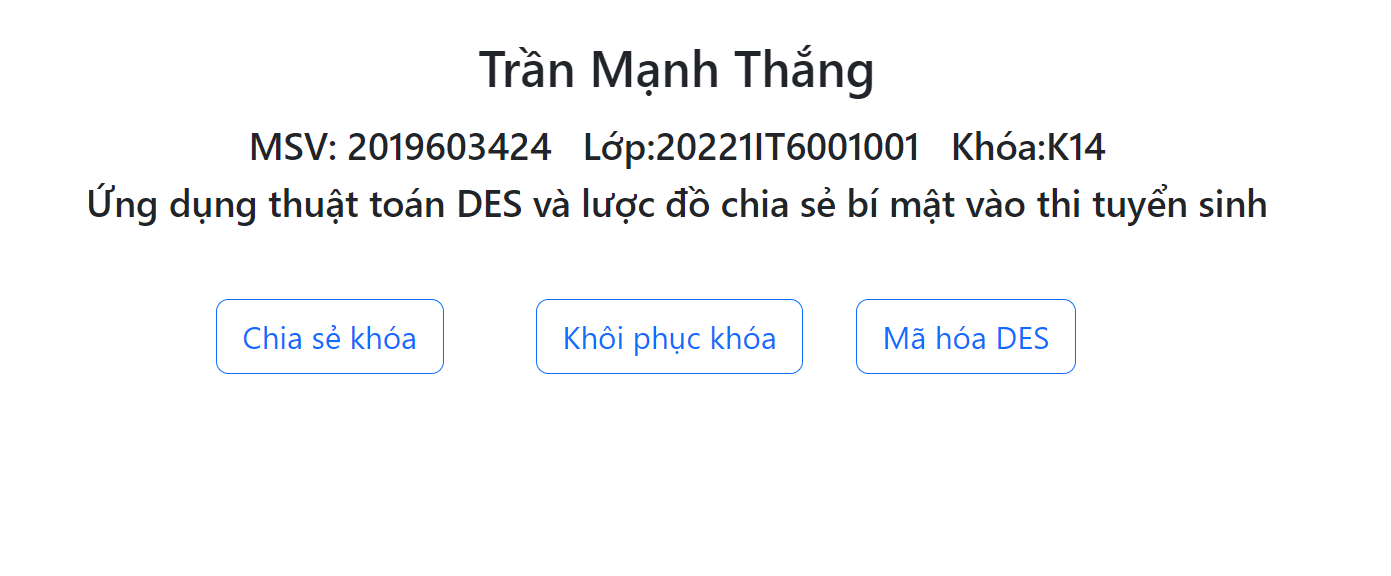 Trần Mạnh Thắng
MSV: 2019603424 Lớp:20221IT6001001 Khóa:K14
Ứng dụng thuật toán DES và lược đồ chia sẻ bí mật vào thi tuyển sinh
Chia sẻ khóa Khôi phục khóa Mã hóa DES